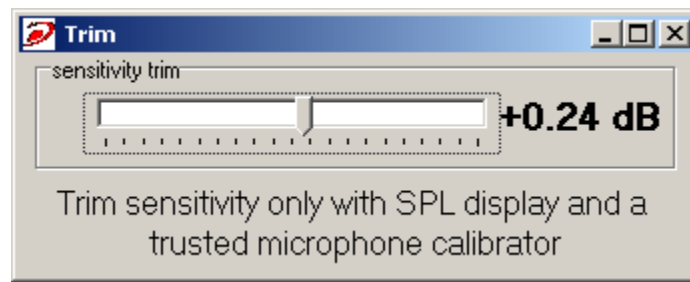 Trim
sensitivity trim
+0.24 dB
Trim sensitivity only with SPL display and a
trusted microphone calibrator